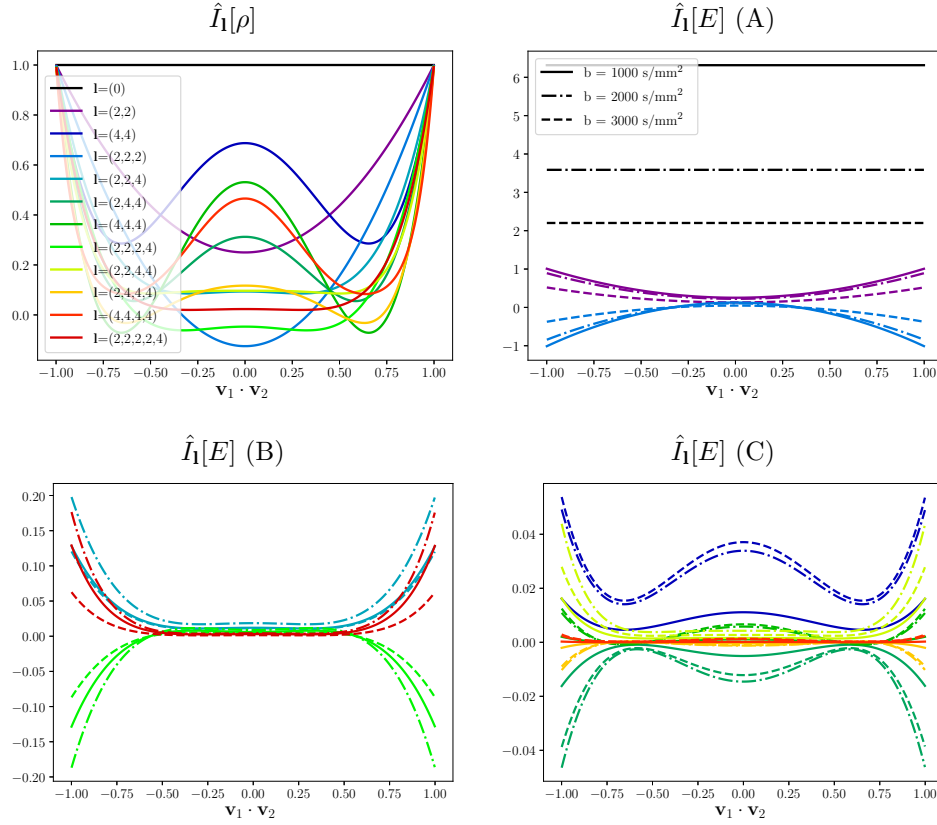 Î_l[ρ]
1.0
0.8
0.6
0.4
0.2
0.0
l=(0)
l=(2,2)
l=(4,4)
l=(2,2,2)
l=(2,2,4)
l=(2,4,4)
l=(4,4,4)
l=(2,2,2,4)
l=(2,2,4,4)
l=(2,4,4,4)
l=(4,4,4,4)
l=(2,2,2,2,4)
−1.00 −0.75 −0.50 −0.25 0.00 0.25 0.50 0.75 1.00
v₁ · v₂
Î_l[E] (A)
6
5
4
3
2
1
0
−1
b = 1000 s/mm²
b = 2000 s/mm²
b = 3000 s/mm²
−1.00 −0.75 −0.50 −0.25 0.00 0.25 0.50 0.75 1.00
v₁ · v₂
Î_l[E] (B)
0.20
0.15
0.10
0.05
0.00
−0.05
−0.10
−0.15
−0.20
−1.00 −0.75 −0.50 −0.25 0.00 0.25 0.50 0.75 1.00
v₁ · v₂
Î_l[E] (C)
0.04
0.02
0.00
−0.02
−0.04
−1.00 −0.75 −0.50 −0.25 0.00 0.25 0.50 0.75 1.00
v₁ · v₂